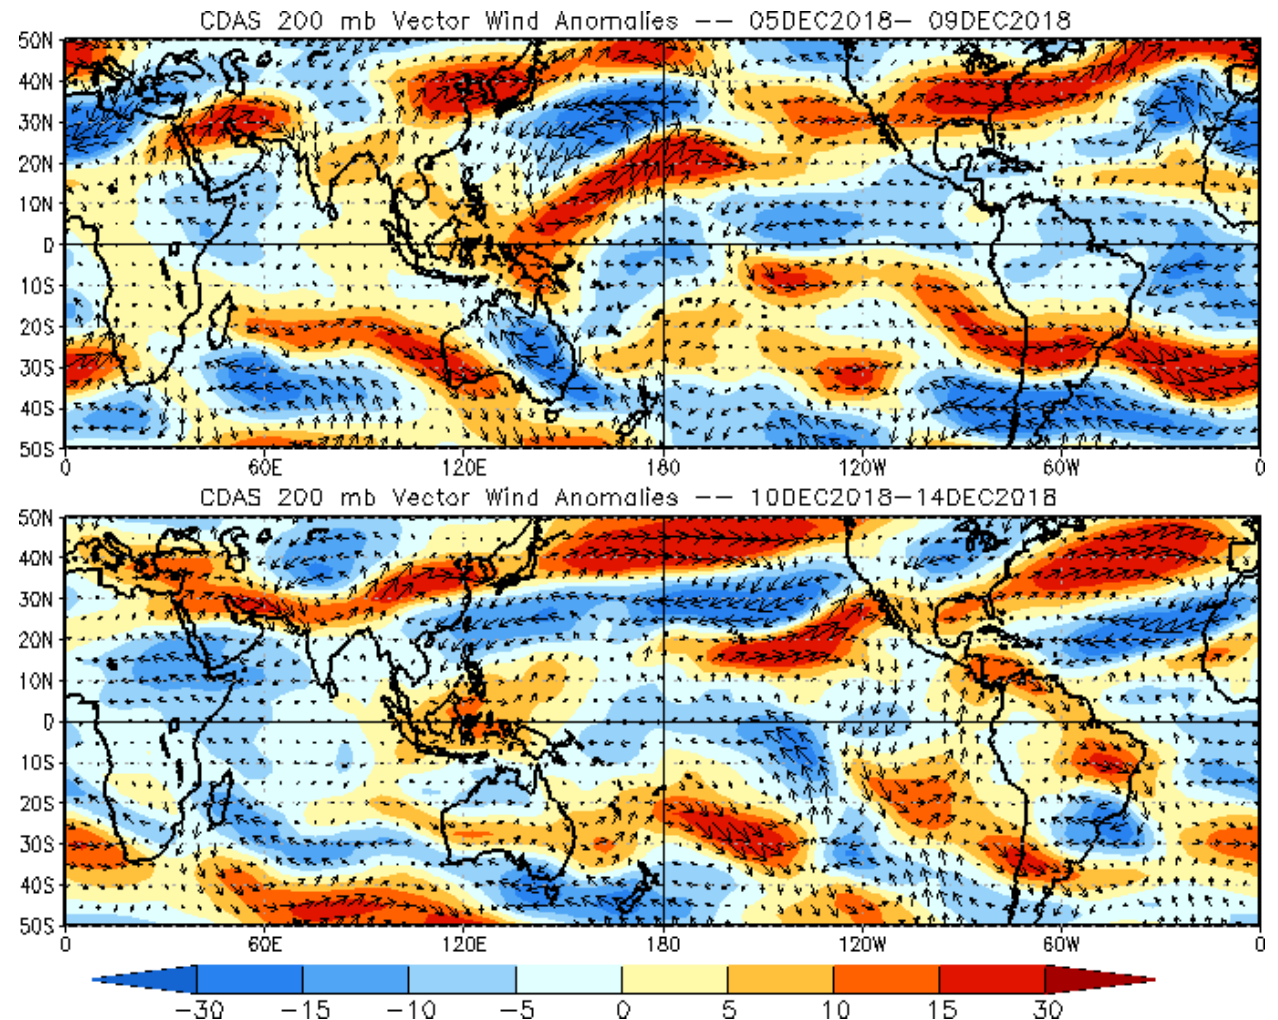 CDAS 200 mb Vector Wind Anomalies -- 05DEC2018- 09DEC2018
50N
40N
30N
20N
10N
0
10S
20S
30S
40S
50S
0 60E 120E 180 120W 60W 0
CDAS 200 mb Vector Wind Anomalies -- 10DEC2018-14DEC2018
50N
40N
30N
20N
10N
0
10S
20S
30S
40S
50S
0 60E 120E 180 120W 60W 0
-30 -15 -10 -5 0 5 10 15 30